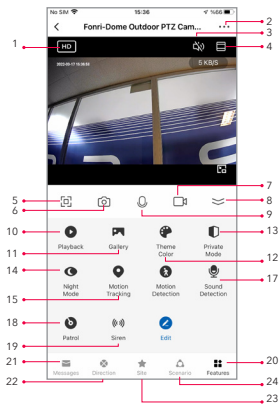 No SIM 15:36 66
Fonri-Dome Outdoor PTZ Cam... ...
1
2
3
4
HD
5 KB/S
5
6
7
8
9
10
Playback
Gallery
Theme Color
Private Mode
11
12
13
14
Night Mode
Motion Tracking
Motion Detection
Sound Detection
15
17
18
Patrol
Siren
Edit
19
20
21
Messages
Direction
Site
Scenario
Features
22
23
24